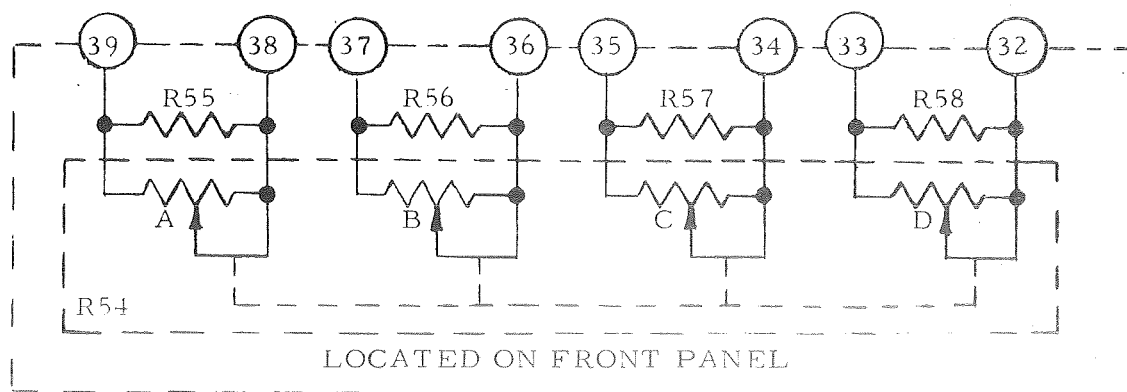 39 38 37 36 35 34 33 32
R55 R56 R57 R58
A B C D
R54
LOCATED ON FRONT PANEL